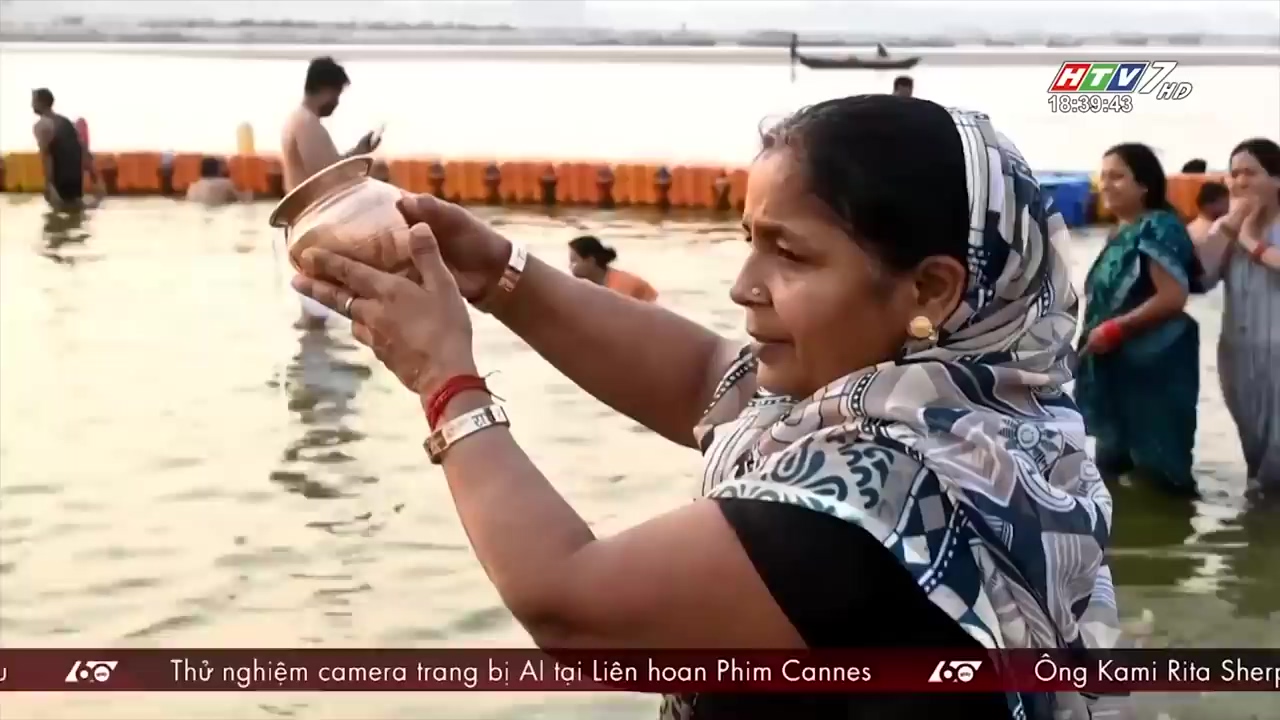 HTV7 HD
18:39:43
Thử nghiệm camera trang bị AI tại Liên hoan Phim Cannes
Ông Kami Rita Sherp